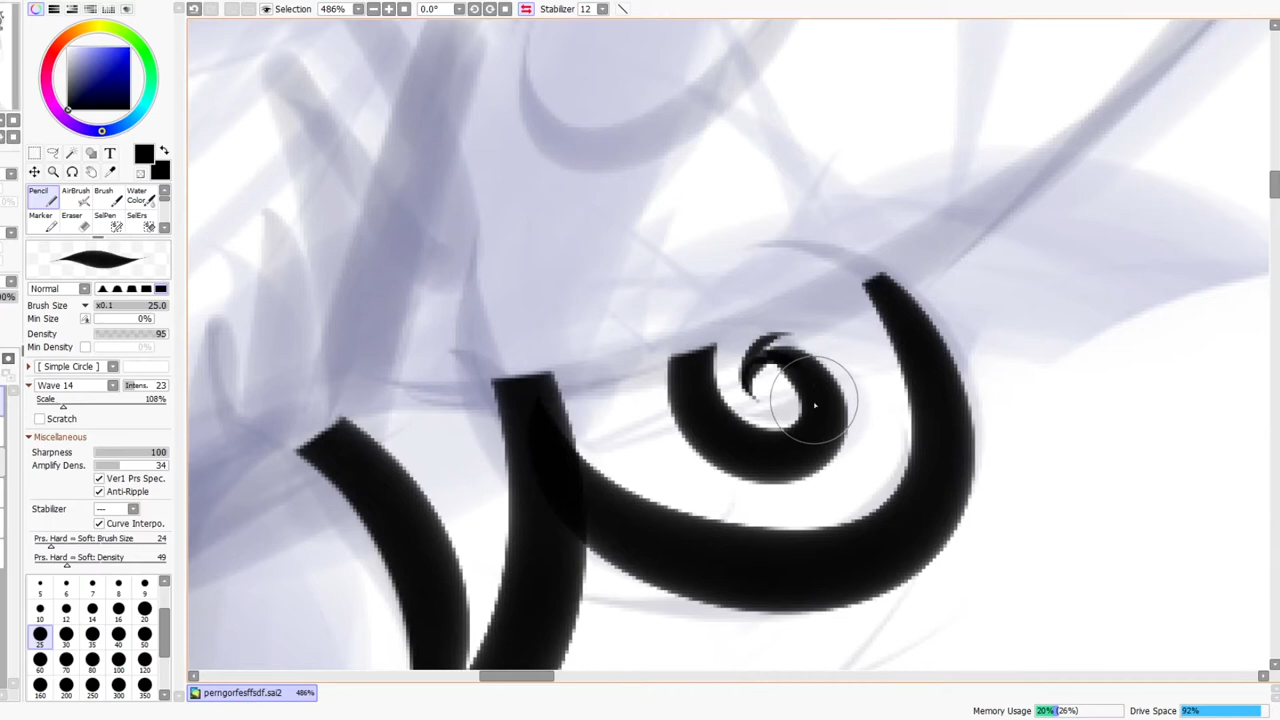 Selection 486% 0.0° Stabilizer 12
T
Pencil AirBrush Brush Water Color
Marker Eraser SelPen SelErs
Normal
Brush Size x0.1 25.0
Min Size 0%
Density 95
Min Density 0%
[ Simple Circle ]
Wave 14 Intens. 23
Scale 108%
Scratch
Miscellaneous
Sharpness 100
Amplify Dens. 34
Ver1 Prs Spec.
Anti-Ripple
Stabilizer ---
Curve Interpo.
Prs. Hard = Soft: Brush Size 24
Prs. Hard = Soft: Density 49
5 6 7 8 9
10 12 14 16 20
25 30 35 40 50
60 70 80 100 120
160 200 250 300 350
perngorfesffsdf.sai2 486%
Memory Usage 20% (26%) Drive Space 92%